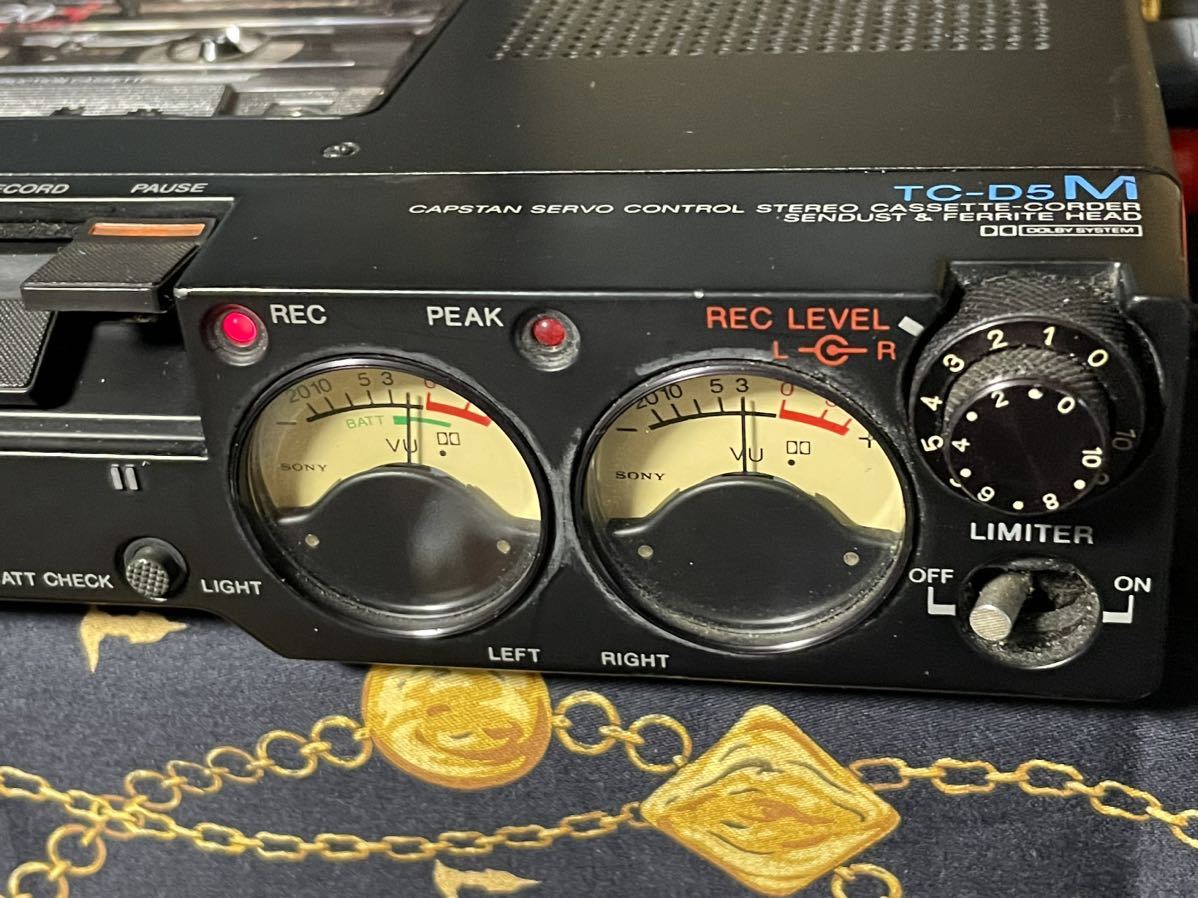 PAUSE
TC-D5M
CAPSTAN SERVO CONTROL STEREO CASSETTE-CORDER
SENDUST & FERRITE HEAD
DOLBY SYSTEM
REC
PEAK
REC LEVEL
L R
20 10 5 3 0
BATT
VU
SONY
20 10 5 3 0
- +
VU
SONY
5 4 3 2 1 0
10
0 2 4 6 8 10
LIMITER
OFF
ON
ATT CHECK
LIGHT
LEFT
RIGHT